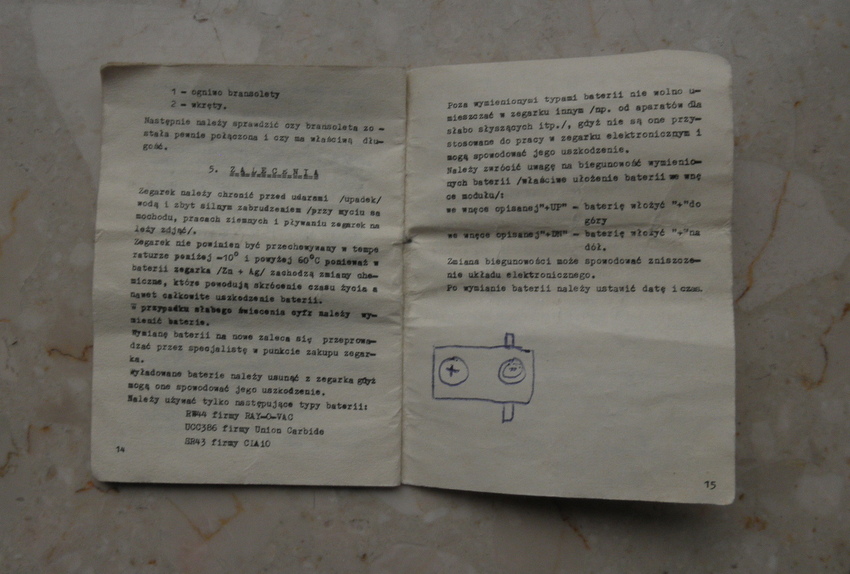 1 - ogniwo bransolety
2 - wkręty.
Następnie należy sprawdzić czy bransoleta zo -
stała pewnie połączona i czy ma właściwą dłu-
gość.
5. ZALECENIA
Zegarek należy chronić przed udarami /upadek/
wodą i zbyt silnym zabrudzeniem /przy myciu sa
mochodu, pracach ziemnych i pływaniu zegarek na
leży zdjąć/.
Zegarek nie powinien być przechowywany w tempe
raturze poniżej -10° i powyżej 60°C ponieważ w
baterii zegarka /Zn + Ag/ zachodzą zmiany che-
miczne, które powodują skrócenie czasu życia a
nawet całkowite uszkodzenie baterii.
W przypadku słabego świecenia cyfr należy wy-
mienić baterie.
Wymianę baterii na nowe zaleca się przeprowa-
dzać przez specjalistę w punkcie zakupu zegar-
ka.
Wyładowane baterie należy usunąć z zegarka gdyż
mogą one spowodować jego uszkodzenie.
Należy używać tylko następujące typy baterii:
RW44 firmy RAY-O-VAC
UCC386 firmy Union Carbide
SB43 firmy
14
Poza wymienionymi typami baterii nie wolno u-
mieszczać w zegarku innym /np. od aparatów dla
słabo słyszących itp./, gdyż nie są one przy-
stosowane do pracy w zegarku elektronicznym i
mogą spowodować jego uszkodzenie.
Należy zwrócić uwagę na biegunowość wymienio-
nych baterii /właściwe ułożenie baterii we wnę
ce modułu/:
we wnęce opisanej"+UP" - baterię włożyć "+"do
góry
we wnęce opisanej"+DN" - baterię włożyć "+"na
dół.
Zmiana biegunowości może spowodować zniszcze-
nie układu elektronicznego.
Po wymianie baterii należy ustawić datę i czas.
+
-
15